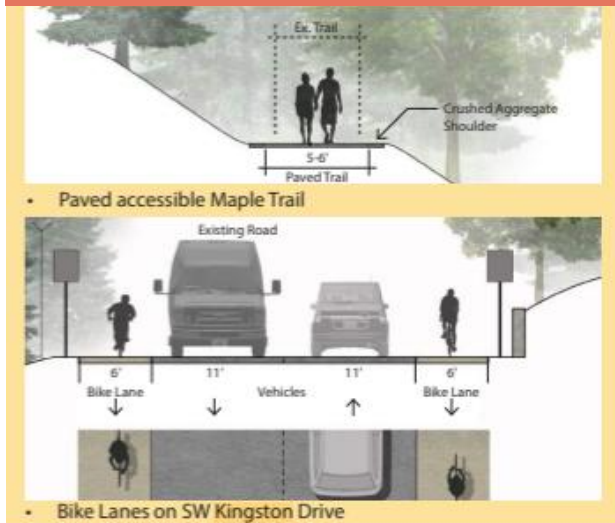 Ex. Trail
Crushed Aggregate
Shoulder
5-6'
Paved Trail
• Paved accessible Maple Trail
Existing Road
6' 11' 11' 6'
Bike Lane Vehicles Bike Lane
• Bike Lanes on SW Kingston Drive